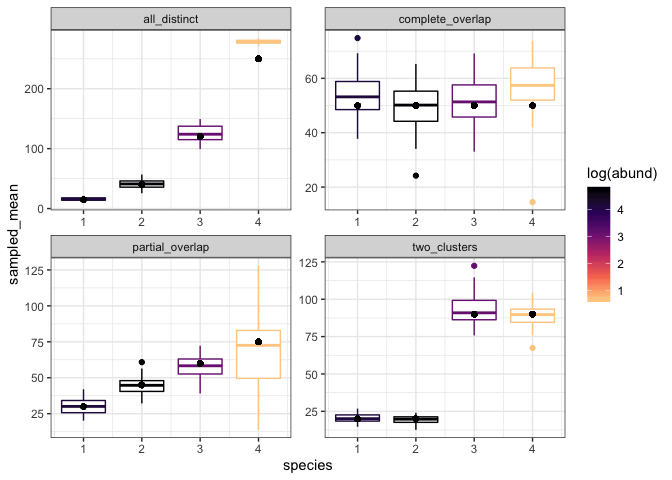 all_distinct
complete_overlap
200
100
0
1 2 3 4
60
40
20
1 2 3 4
partial_overlap
two_clusters
125
100
75
50
25
1 2 3 4
125
100
75
50
25
1 2 3 4
sampled_mean
species
log(abund)
4
3
2
1